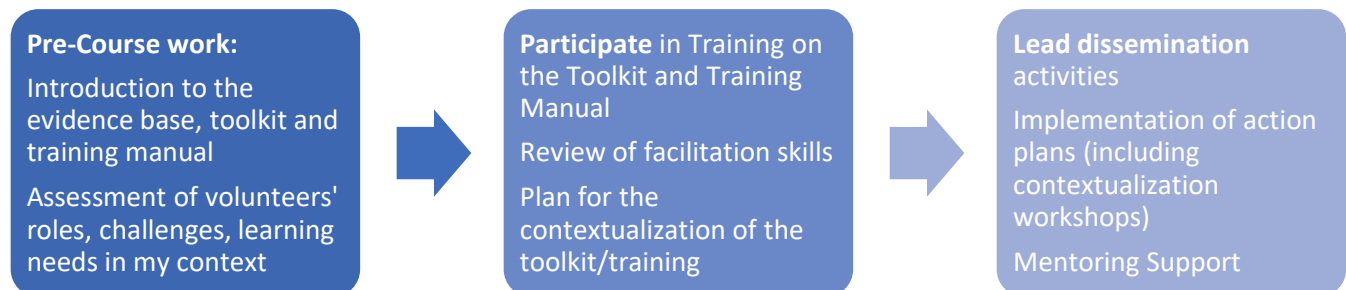 Pre-Course work:
Introduction to the
evidence base, toolkit and
training manual
Assessment of volunteers'
roles, challenges, learning
needs in my context
Participate in Training on
the Toolkit and Training
Manual
Review of facilitation skills
Plan for the
contextualization of the
toolkit/training
Lead dissemination
activities
Implementation of action
plans (including
contextualization
workshops)
Mentoring Support